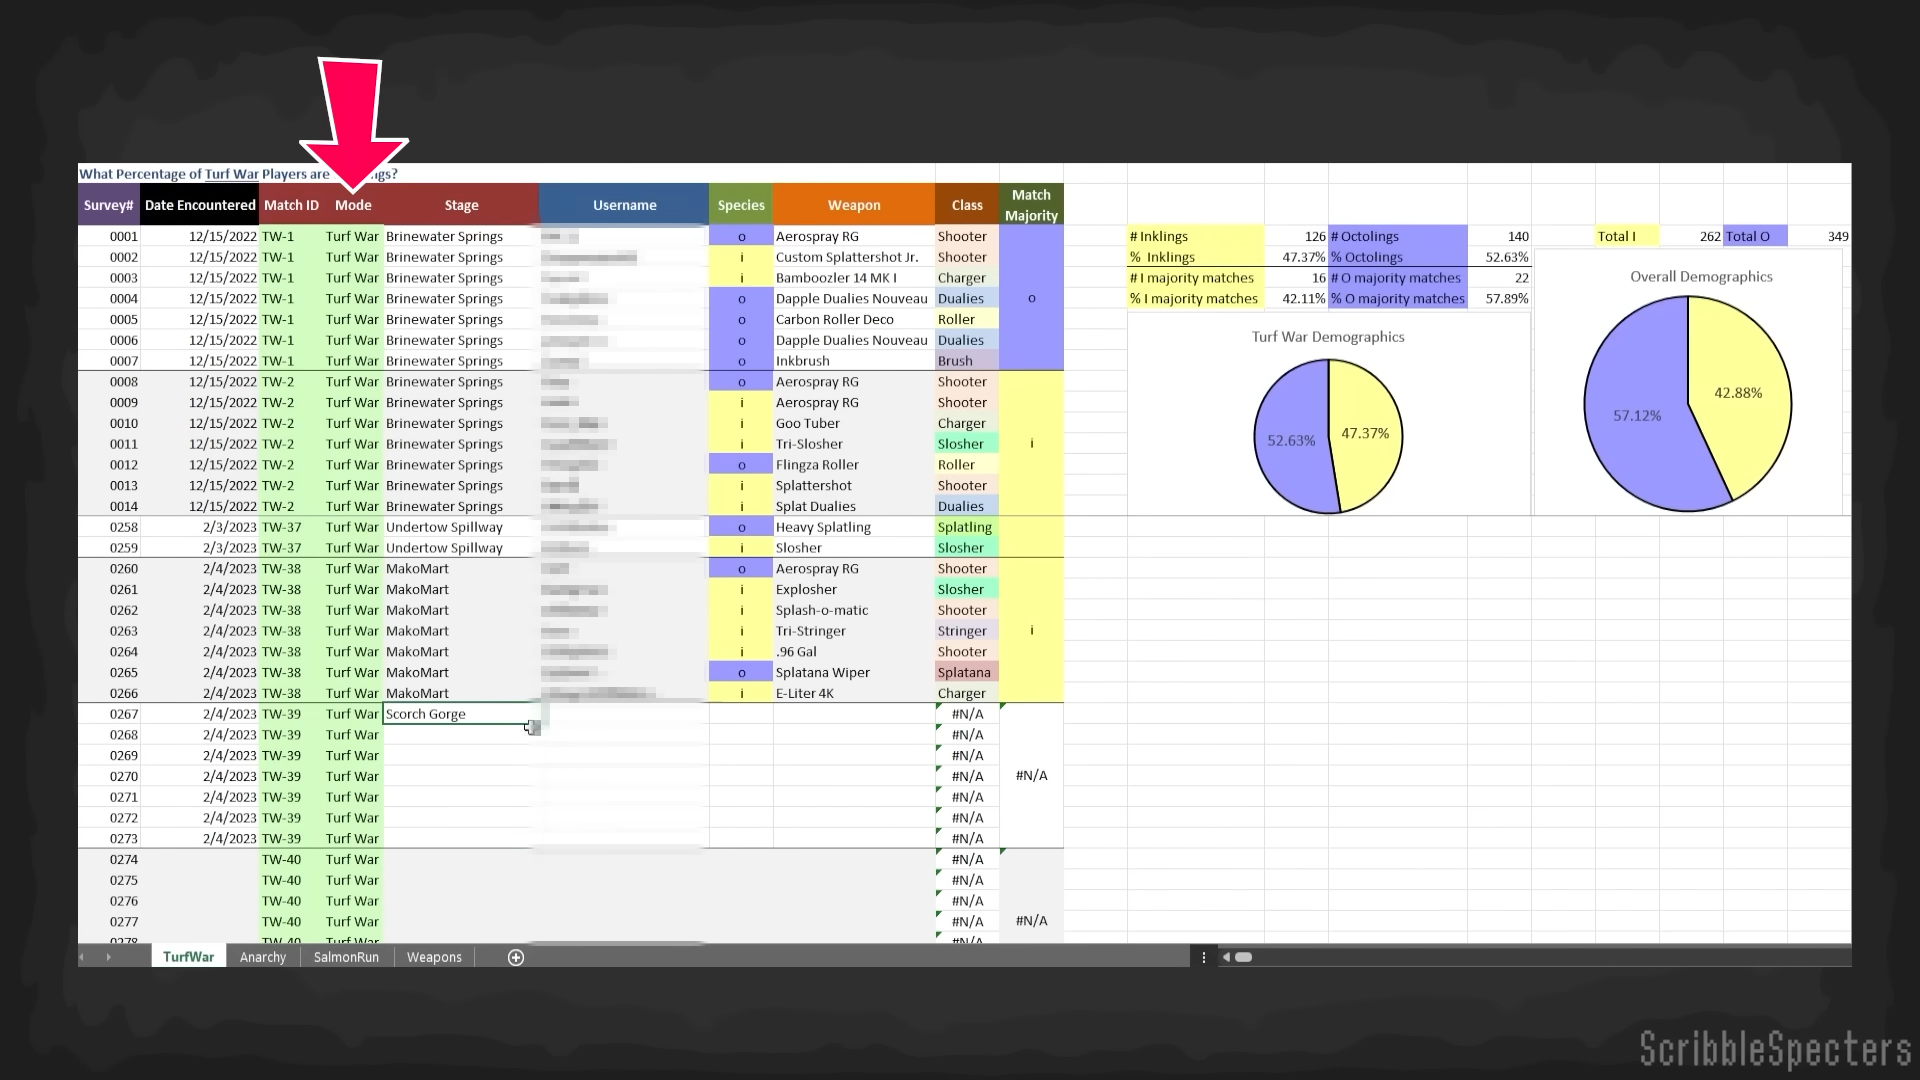 What Percentage of Turf War Players are ngs?
Survey# Date Encountered Match ID Mode Stage Username Species Weapon Class Match Majority
0001 12/15/2022 TW-1 Turf War Brinewater Springs o Aerospray RG Shooter
0002 12/15/2022 TW-1 Turf War Brinewater Springs i Custom Splattershot Jr. Shooter
0003 12/15/2022 TW-1 Turf War Brinewater Springs i Bamboozler 14 MK I Charger
0004 12/15/2022 TW-1 Turf War Brinewater Springs o Dapple Dualies Nouveau Dualies o
0005 12/15/2022 TW-1 Turf War Brinewater Springs o Carbon Roller Deco Roller
0006 12/15/2022 TW-1 Turf War Brinewater Springs o Dapple Dualies Nouveau Dualies
0007 12/15/2022 TW-1 Turf War Brinewater Springs o Inkbrush Brush
0008 12/15/2022 TW-2 Turf War Brinewater Springs o Aerospray RG Shooter
0009 12/15/2022 TW-2 Turf War Brinewater Springs i Aerospray RG Shooter
0010 12/15/2022 TW-2 Turf War Brinewater Springs i Goo Tuber Charger
0011 12/15/2022 TW-2 Turf War Brinewater Springs i Tri-Slosher Slosher i
0012 12/15/2022 TW-2 Turf War Brinewater Springs o Flingza Roller Roller
0013 12/15/2022 TW-2 Turf War Brinewater Springs i Splattershot Shooter
0014 12/15/2022 TW-2 Turf War Brinewater Springs i Splat Dualies Dualies
0258 2/3/2023 TW-37 Turf War Undertow Spillway o Heavy Splatling Splatling
0259 2/3/2023 TW-37 Turf War Undertow Spillway i Slosher Slosher
0260 2/4/2023 TW-38 Turf War MakoMart o Aerospray RG Shooter
0261 2/4/2023 TW-38 Turf War MakoMart i Explosher Slosher
0262 2/4/2023 TW-38 Turf War MakoMart i Splash-o-matic Shooter
0263 2/4/2023 TW-38 Turf War MakoMart i Tri-Stringer Stringer i
0264 2/4/2023 TW-38 Turf War MakoMart i .96 Gal Shooter
0265 2/4/2023 TW-38 Turf War MakoMart o Splatana Wiper Splatana
0266 2/4/2023 TW-38 Turf War MakoMart i E-Liter 4K Charger
0267 2/4/2023 TW-39 Turf War Scorch Gorge #N/A
0268 2/4/2023 TW-39 Turf War #N/A
0269 2/4/2023 TW-39 Turf War #N/A
0270 2/4/2023 TW-39 Turf War #N/A #N/A
0271 2/4/2023 TW-39 Turf War #N/A
0272 2/4/2023 TW-39 Turf War #N/A
0273 2/4/2023 TW-39 Turf War #N/A
0274 TW-40 Turf War #N/A
0275 TW-40 Turf War #N/A
0276 TW-40 Turf War #N/A
0277 TW-40 Turf War #N/A #N/A
0278 TW-40 Turf War #N/A
# Inklings 126 # Octolings 140
% Inklings 47.37% % Octolings 52.63%
# I majority matches 16 # O majority matches 22
% I majority matches 42.11% % O majority matches 57.89%
Turf War Demographics
52.63% 47.37%
Total I 262 Total O 349
Overall Demographics
42.88%
57.12%
TurfWar Anarchy SalmonRun Weapons
ScribbleSpecters